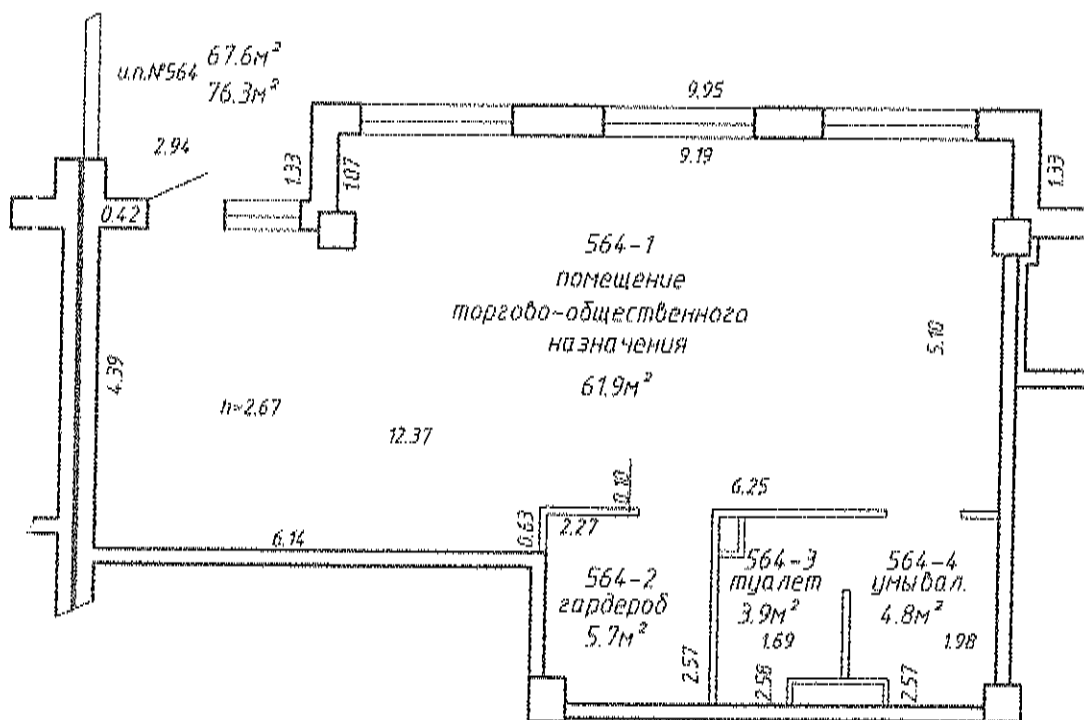 и.п.№564 67.6м²
76.3м²
2.94
9.95
9.19
1.33
1.07
1.33
0.42
564-1
помещение
торгово-общественного
назначения
61.9м²
5.10
4.39
h=2.67
12.37
0.10
6.25
0.63
2.27
6.14
564-2
гардероб
5.7м²
564-3
туалет
3.9м²
1.69
564-4
умывал.
4.8м²
1.98
2.57
2.58
2.57